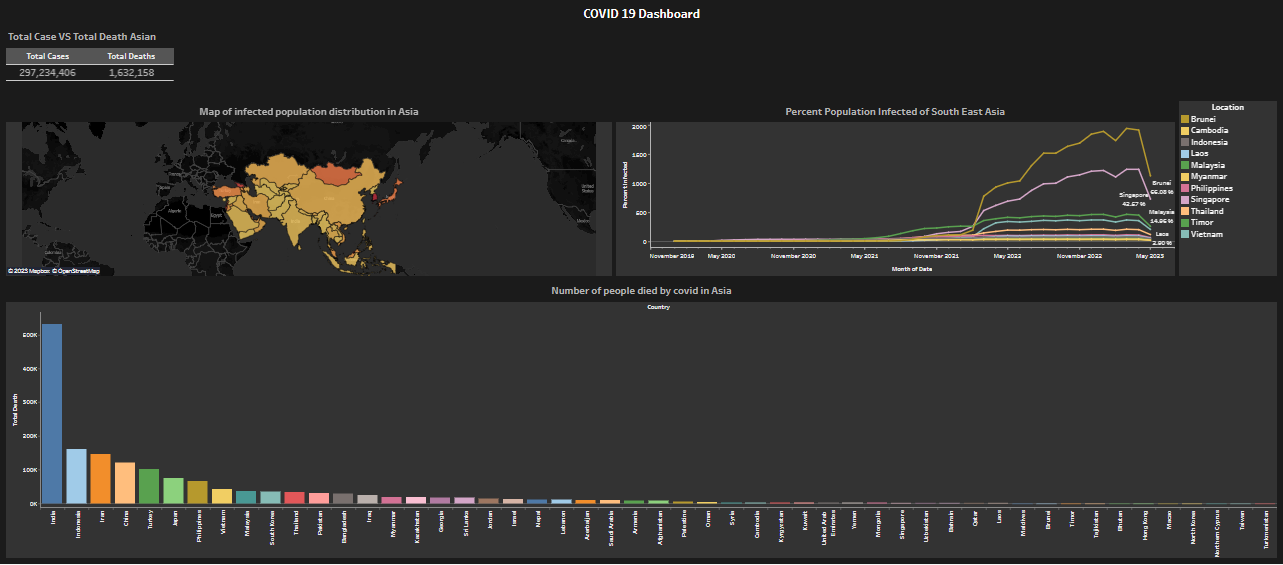 COVID 19 Dashboard
Total Case VS Total Death Asian
Total Cases Total Deaths
297,234,406 1,632,158
Map of infected population distribution in Asia
© 2023 Mapbox © OpenStreetMap
Percent Population Infected of South East Asia
Percent Infected
2000
1500
1000
500
0
Brunei
66.08 %
Singapore
42.67 %
Malaysia
14.96 %
Laos
2.90 %
November 2019 May 2020 November 2020 May 2021 November 2021 May 2022 November 2022 May 2023
Month of Date
Location
Brunei
Cambodia
Indonesia
Laos
Malaysia
Myanmar
Philippines
Singapore
Thailand
Timor
Vietnam
Number of people died by covid in Asia
Country
Total Death
500K
400K
300K
200K
100K
0K
India
Indonesia
Iran
China
Turkey
Japan
Philippines
Vietnam
Malaysia
South Korea
Thailand
Pakistan
Bangladesh
Iraq
Myanmar
Kazakhstan
Georgia
Sri Lanka
Jordan
Israel
Nepal
Lebanon
Azerbaijan
Saudi Arabia
Armenia
Afghanistan
Palestine
Oman
Syria
Cambodia
Kyrgyzstan
Kuwait
United Arab
Emirates
Yemen
Mongolia
Singapore
Uzbekistan
Bahrain
Qatar
Laos
Maldives
Brunei
Timor
Tajikistan
Bhutan
Hong Kong
Macao
North Korea
Northern Cyprus
Taiwan
Turkmenistan